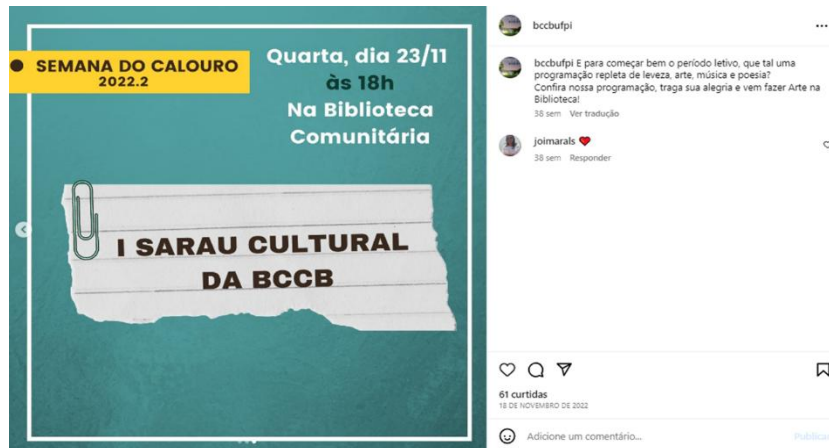 SEMANA DO CALOURO
2022.2
Quarta, dia 23/11
às 18h
Na Biblioteca
Comunitária
I SARAU CULTURAL
DA BCCB
bccbufpi
bccbufpi E para começar bem o período letivo, que tal uma
programação repleta de leveza, arte, música e poesia?
Confira nossa programação, traga sua alegria e vem fazer Arte na
Biblioteca!
38 sem Ver tradução
joimarals ❤️
38 sem Responder
61 curtidas
18 DE NOVEMBRO DE 2022
Adicione um comentário...